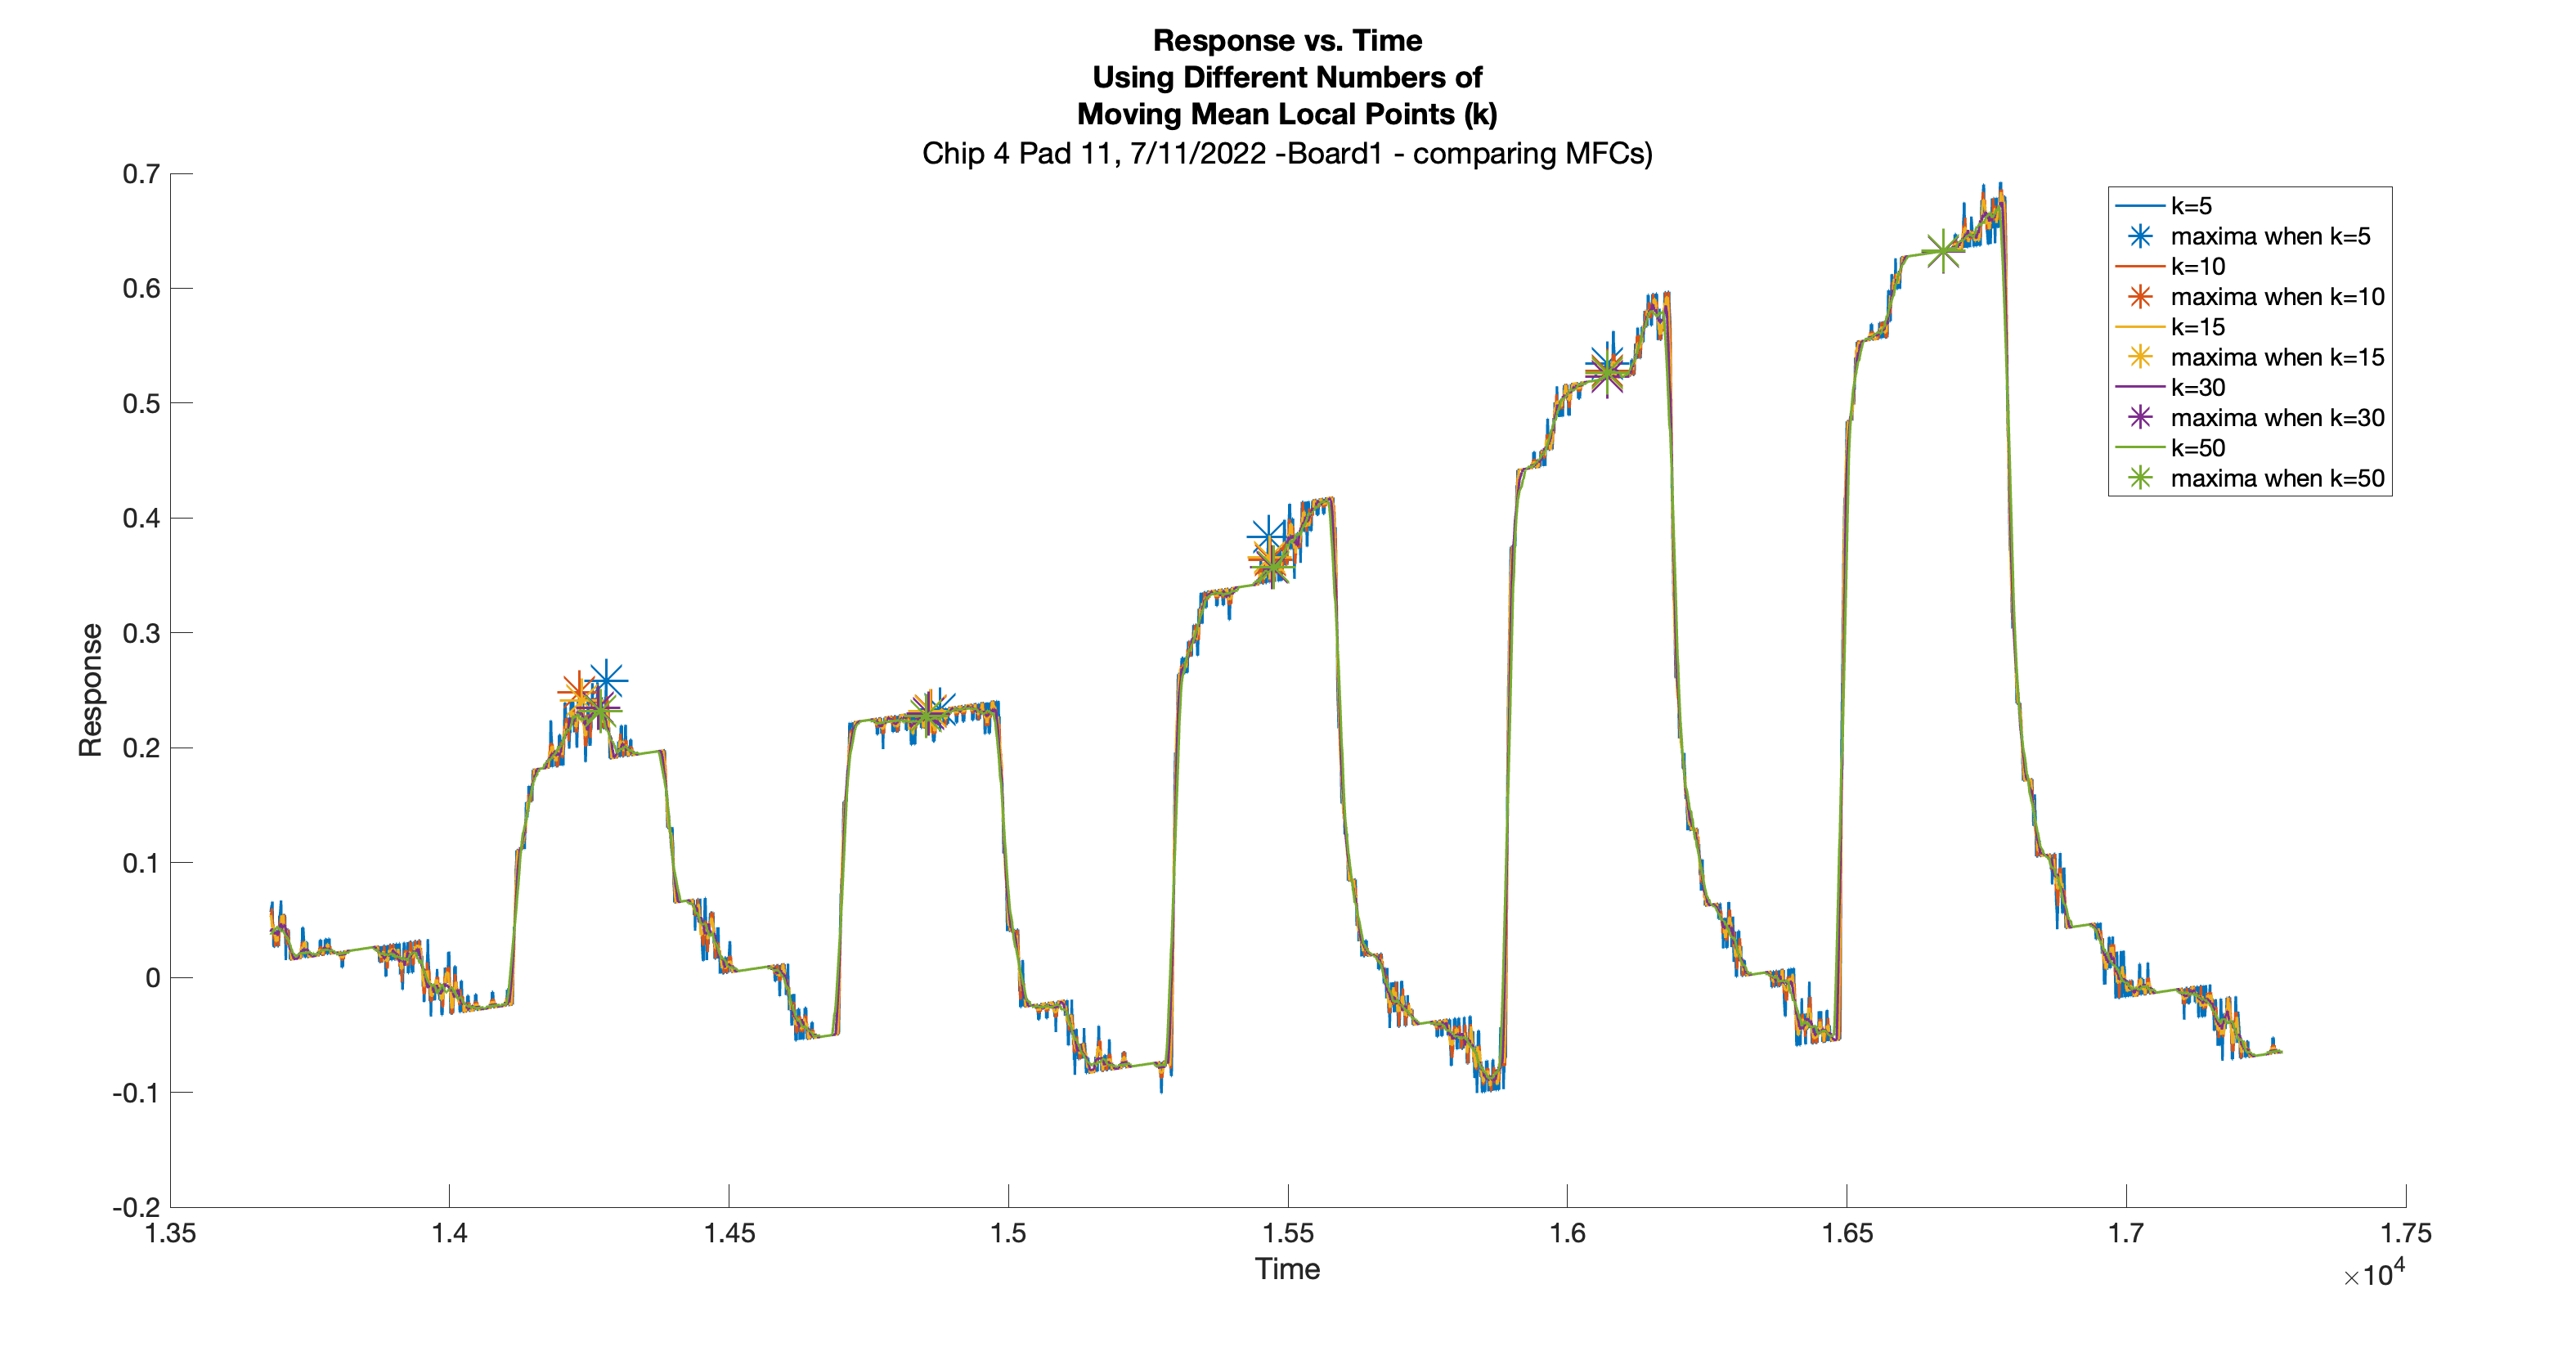 Response vs. Time
Using Different Numbers of
Moving Mean Local Points (k)
Chip 4 Pad 11, 7/11/2022 -Board1 - comparing MFCs)
0.7
0.6
0.5
0.4
0.3
0.2
0.1
0
-0.1
-0.2
Response
k=5
maxima when k=5
k=10
maxima when k=10
k=15
maxima when k=15
k=30
maxima when k=30
k=50
maxima when k=50
1.35 1.4 1.45 1.5 1.55 1.6 1.65 1.7 1.75
Time
×10^4